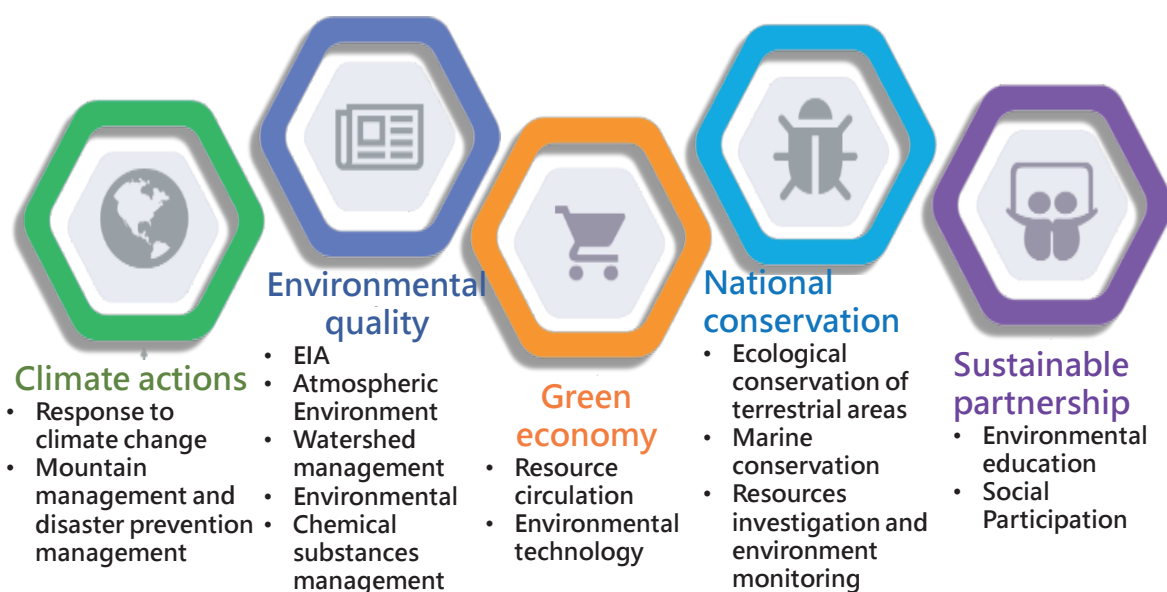 Climate actions
• Response to
climate change
• Mountain
management and
disaster prevention
management
Environmental
quality
• EIA
• Atmospheric
Environment
• Watershed
management
• Environmental
• Chemical
substances
management
Green
economy
• Resource
circulation
• Environmental
technology
National
conservation
• Ecological
conservation of
terrestrial areas
• Marine
conservation
• Resources
investigation and
environment
monitoring
Sustainable
partnership
• Environmental
education
• Social
Participation